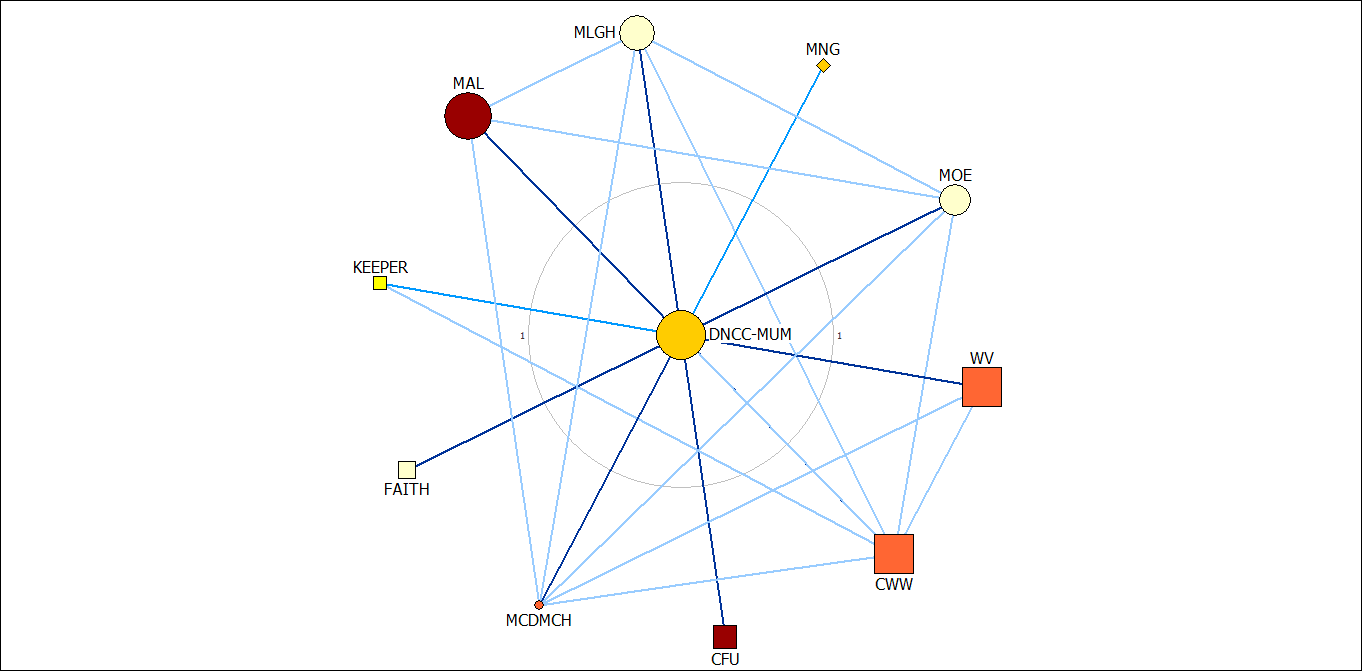 MLGH
MNG
MAL
MOE
KEEPER
1
DNCC-MUM
1
WV
FAITH
CWW
MCDMCH
CFU